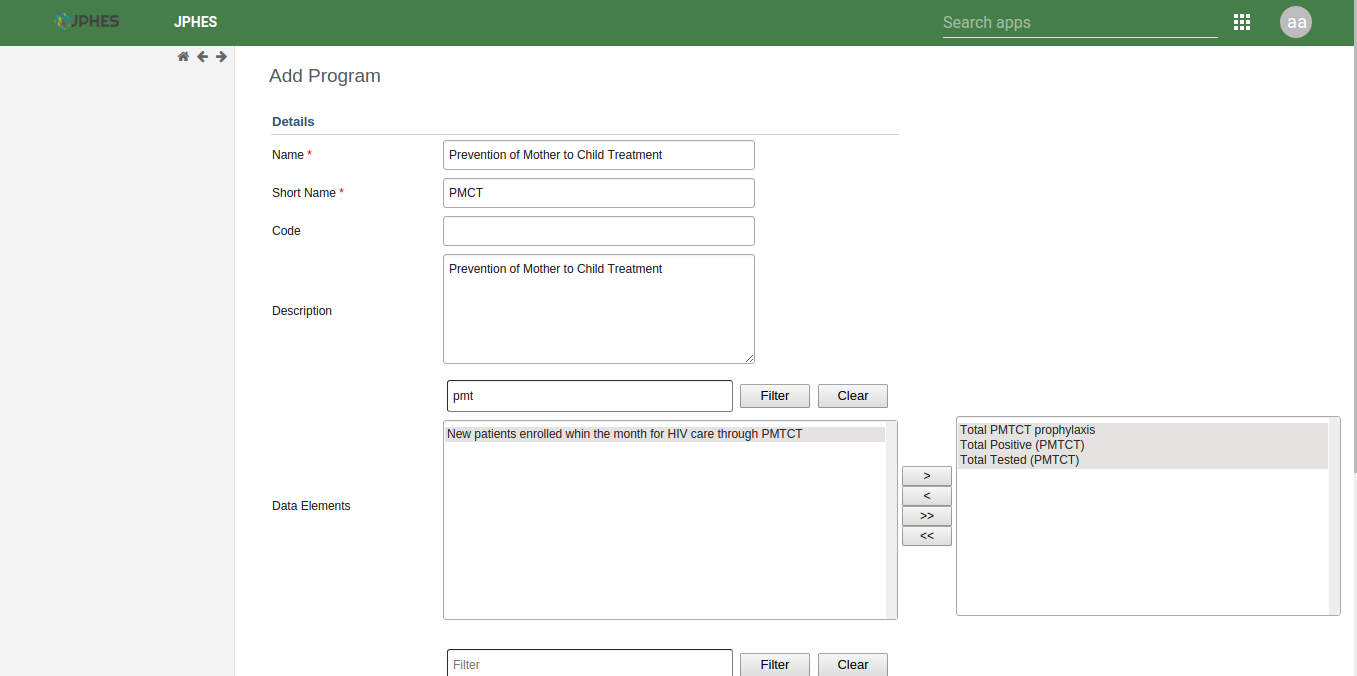 JPHES
JPHES
Search apps
aa
Add Program
Details
Name *
Prevention of Mother to Child Treatment
Short Name *
PMCT
Code
Description
Prevention of Mother to Child Treatment
pmt
Filter
Clear
Data Elements
New patients enrolled whin the month for HIV care through PMTCT
>
<
>>
<<
Total PMTCT prophylaxis
Total Positive (PMTCT)
Total Tested (PMTCT)
Filter
Filter
Clear